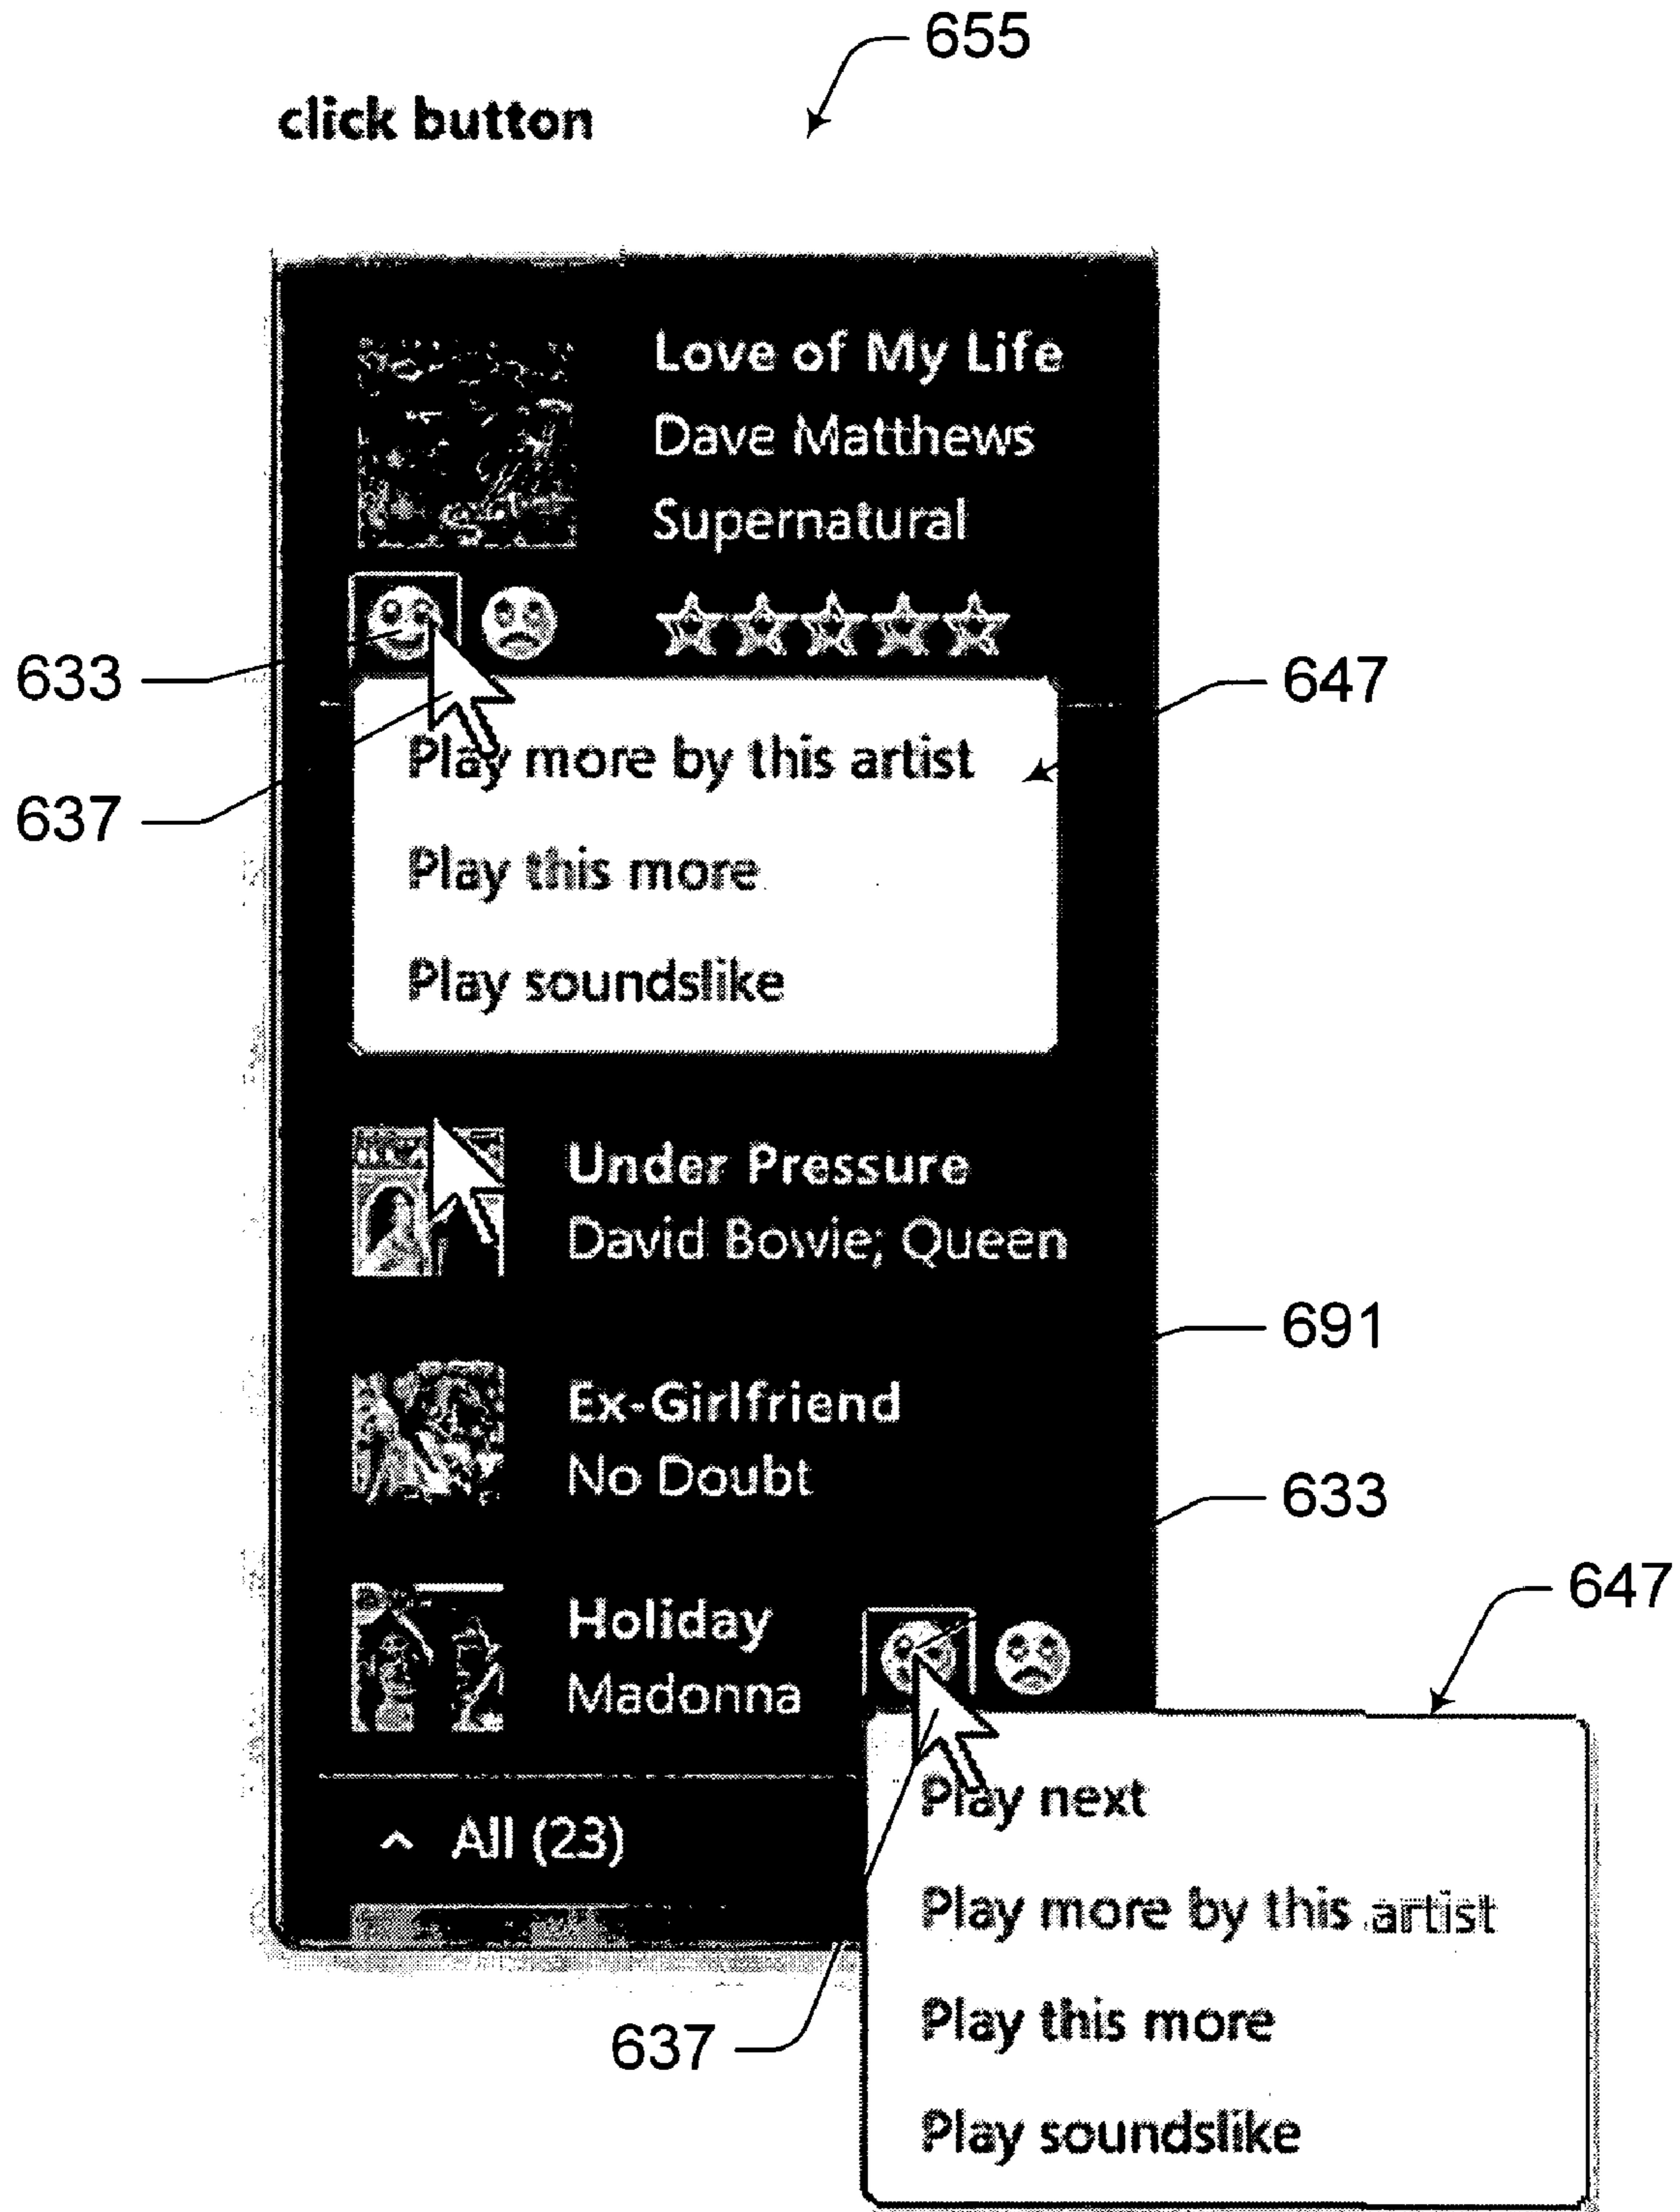 655
click button
Love of My Life
Dave Matthews
Supernatural
633
647
637
Play more by this artist
Play this more
Play soundslike
Under Pressure
David Bowie; Queen
691
Ex-Girlfriend
No Doubt
633
647
Holiday
Madonna
Play next
All (23)
Play more by this artist
Play this more
637
Play soundslike